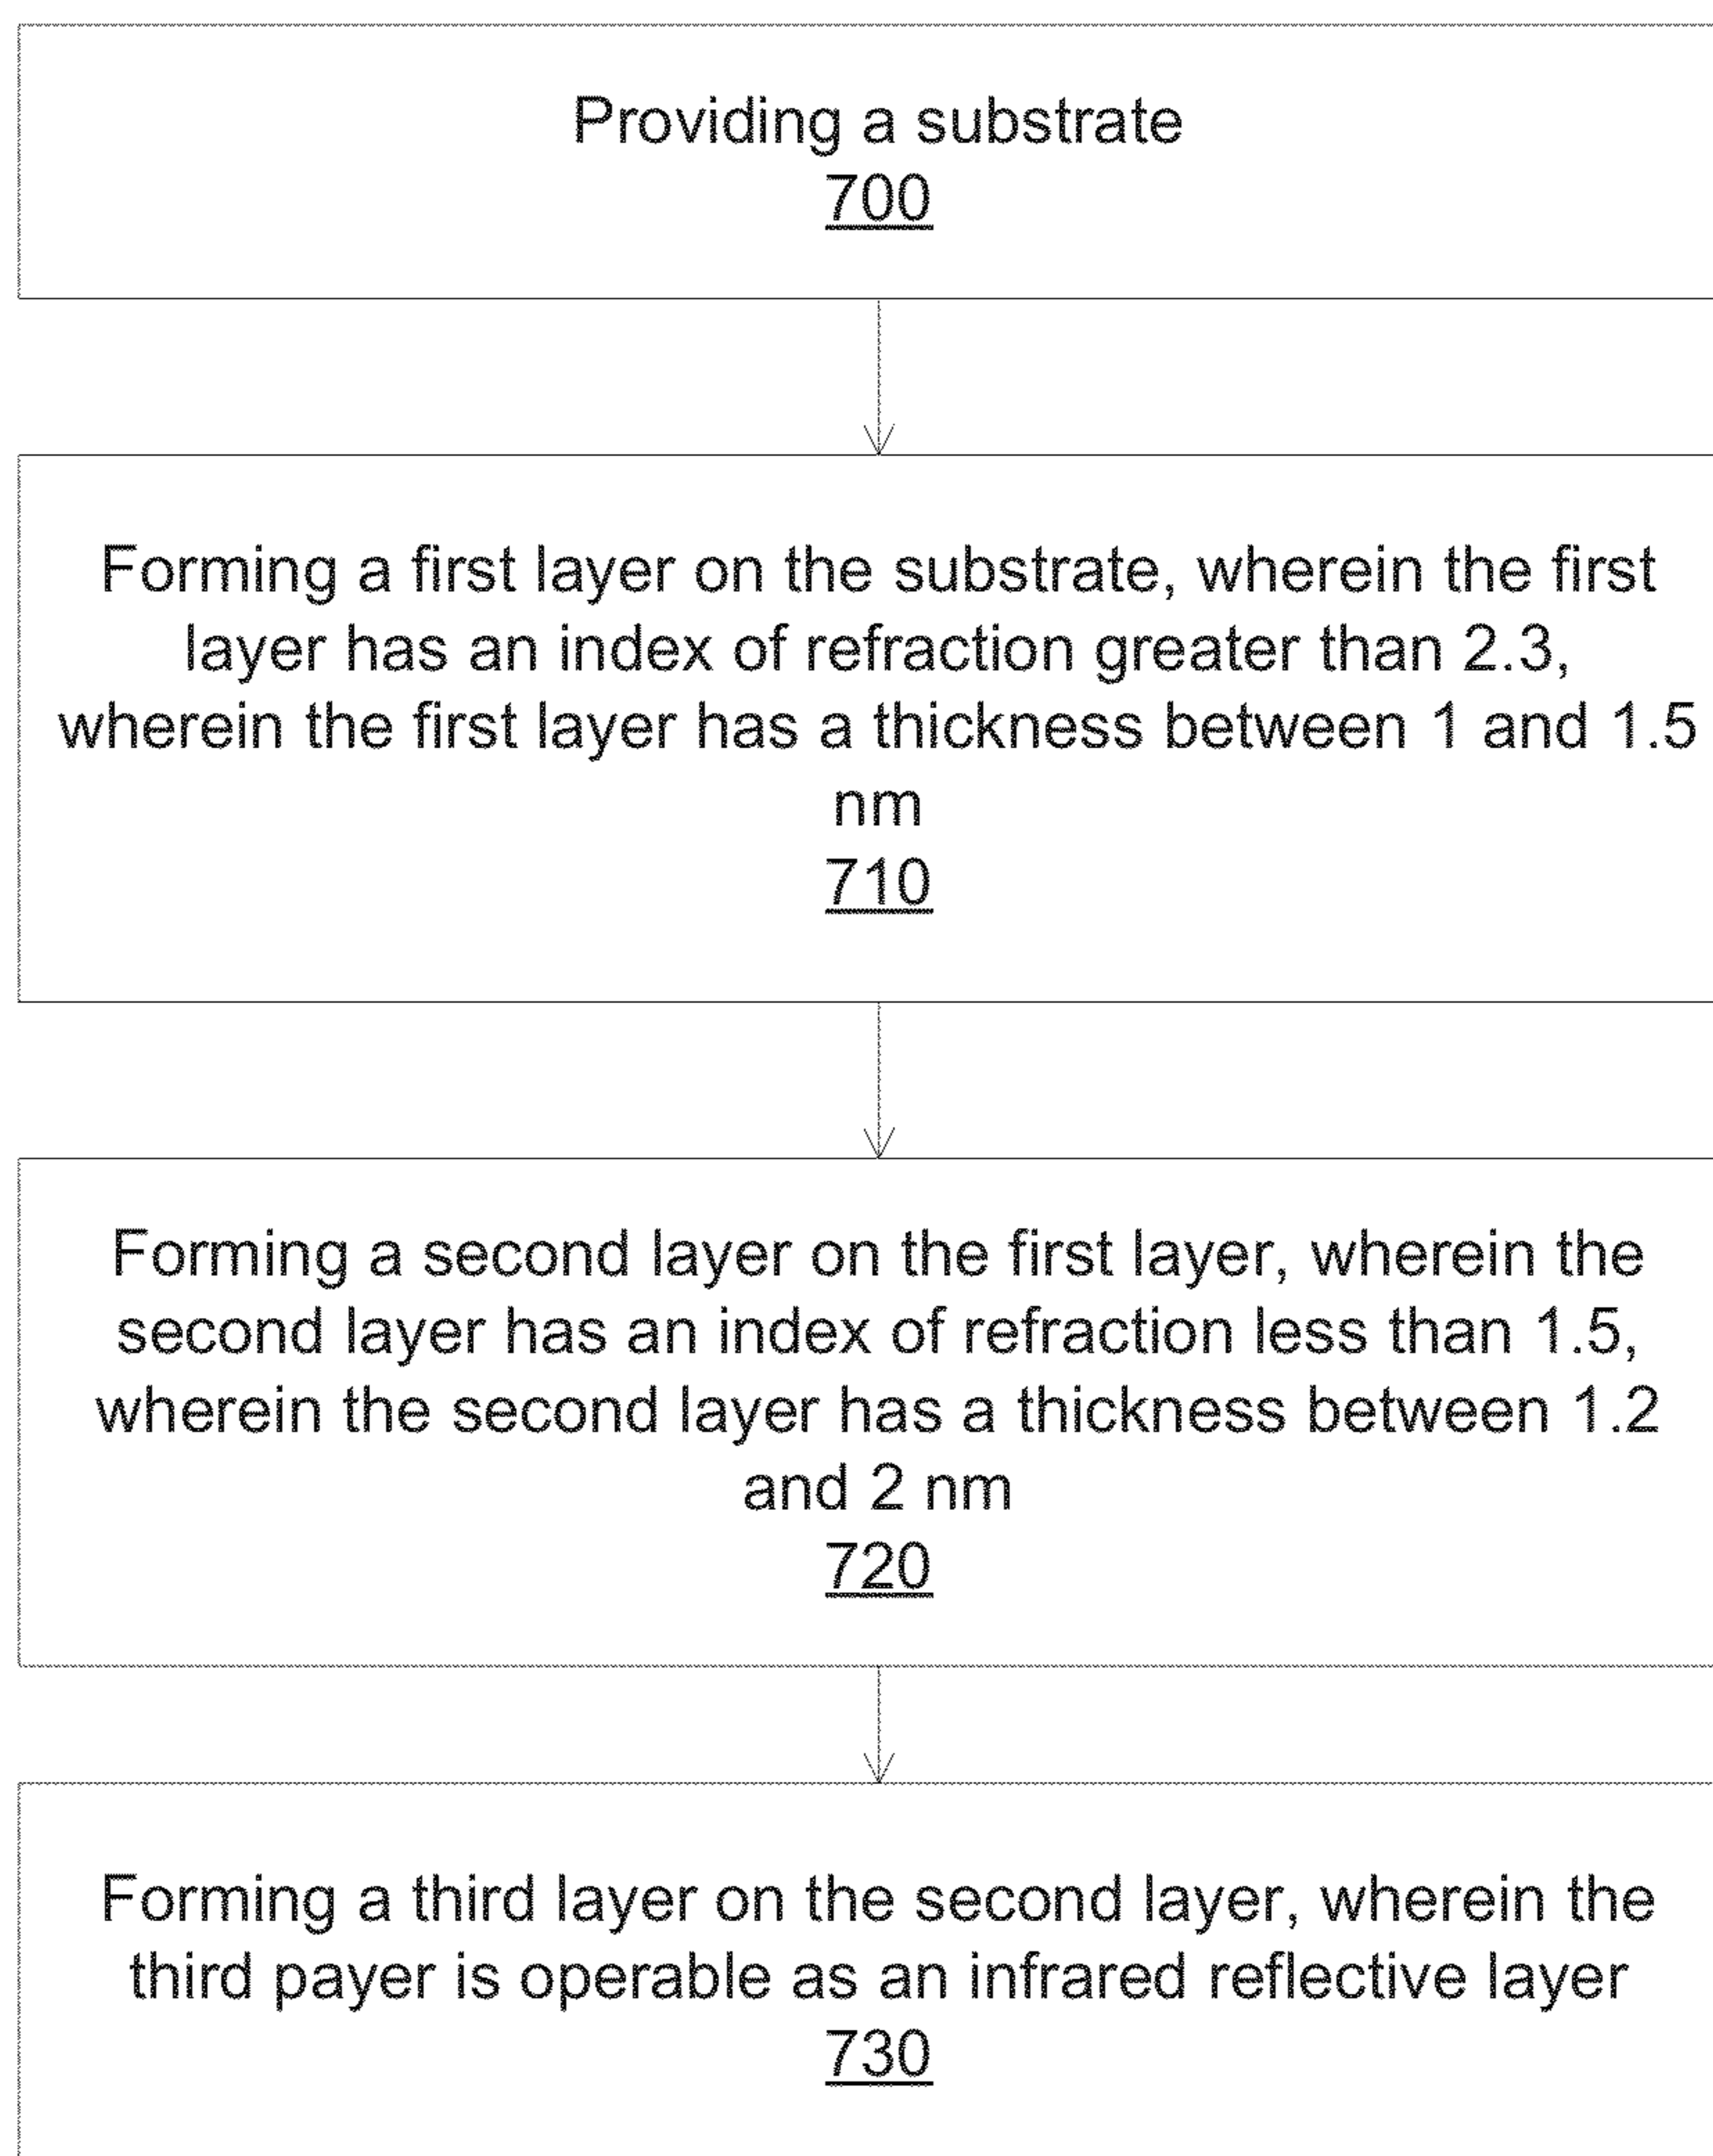 Providing a substrate
700
Forming a first layer on the substrate, wherein the first
layer has an index of refraction greater than 2.3,
wherein the first layer has a thickness between 1 and 1.5
nm
710
Forming a second layer on the first layer, wherein the
second layer has an index of refraction less than 1.5,
wherein the second layer has a thickness between 1.2
and 2 nm
720
Forming a third layer on the second layer, wherein the
third payer is operable as an infrared reflective layer
730